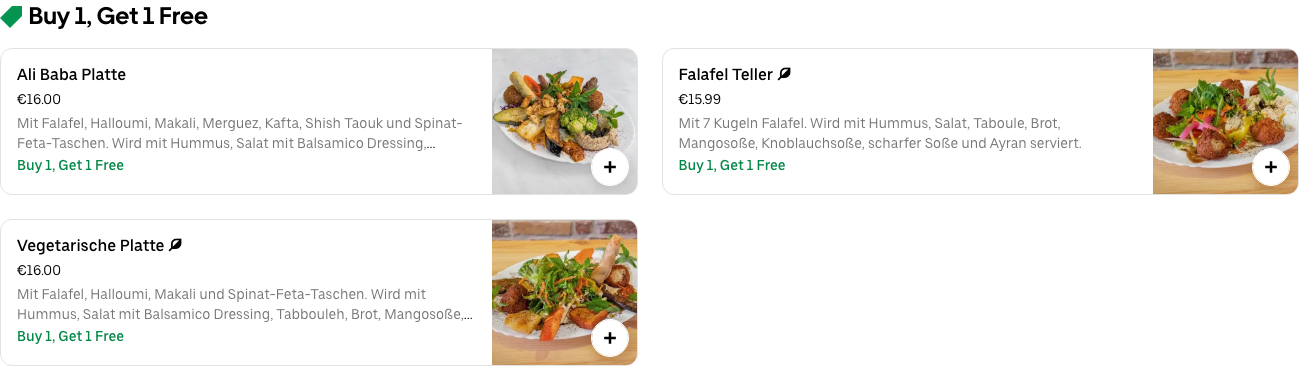 Buy 1, Get 1 Free
Ali Baba Platte
€16.00
Mit Falafel, Halloumi, Makali, Merguez, Kafta, Shish Taouk und Spinat-
Feta-Taschen. Wird mit Hummus, Salat mit Balsamico Dressing,...
Buy 1, Get 1 Free
Falafel Teller
€15.99
Mit 7 Kugeln Falafel. Wird mit Hummus, Salat, Taboule, Brot,
Mangosoße, Knoblauchsoße, scharfer Soße und Ayran serviert.
Buy 1, Get 1 Free
Vegetarische Platte
€16.00
Mit Falafel, Halloumi, Makali und Spinat-Feta-Taschen. Wird mit
Hummus, Salat mit Balsamico Dressing, Tabbouleh, Brot, Mangosoße,...
Buy 1, Get 1 Free